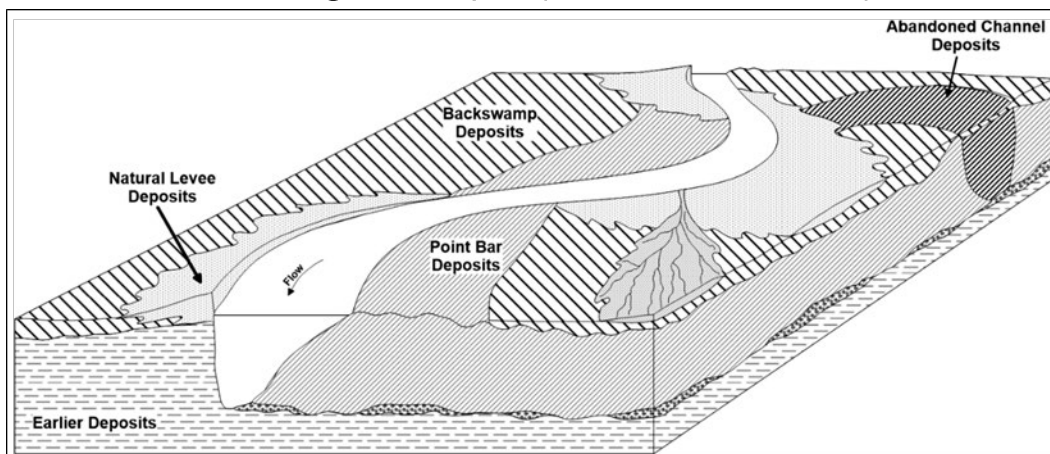 Abandoned Channel
Deposits
Backswamp
Deposits
Natural Levee
Deposits
Point Bar
Deposits
Flow
Earlier Deposits